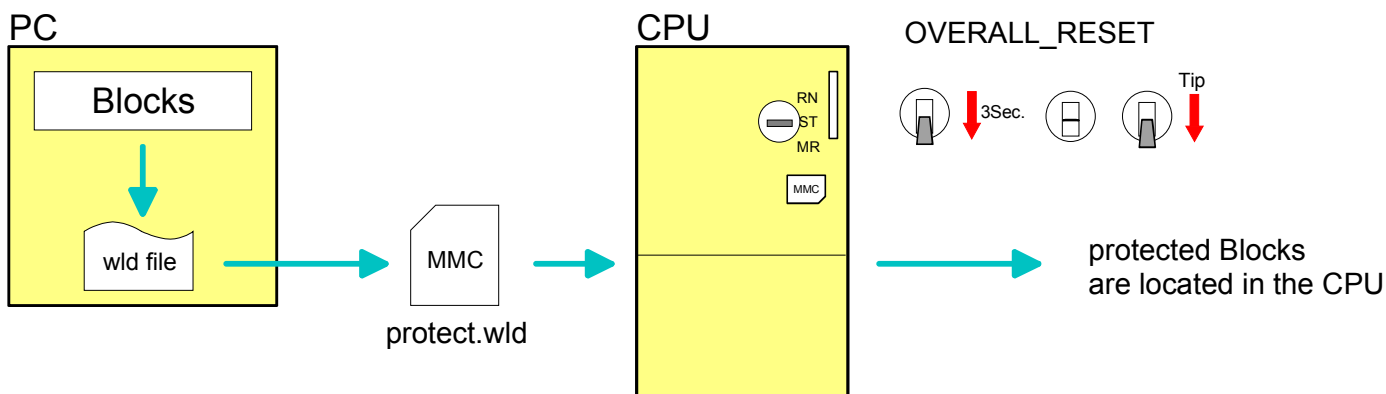 PC
CPU
OVERALL_RESET
Blocks
RN
ST
MR
3Sec.
Tip
MMC
wld file
MMC
protect.wld
protected Blocks
are located in the CPU